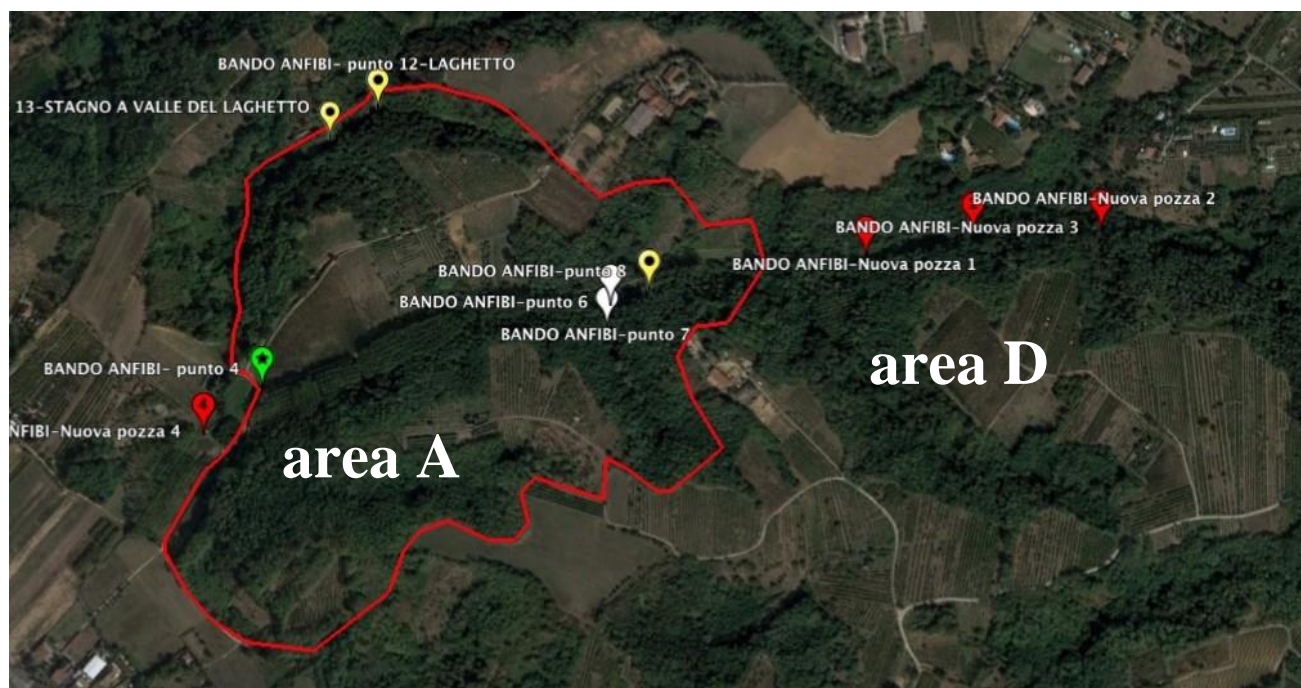 BANDO ANFIBI- punto 12-LAGHETTO
13-STAGNO A VALLE DEL LAGHETTO
BANDO ANFIBI-Nuova pozza 2
BANDO ANFIBI-Nuova pozza 3
BANDO ANFIBI-Nuova pozza 1
BANDO ANFIBI-punto 8
BANDO ANFIBI-punto 6
BANDO ANFIBI-punto 7
BANDO ANFIBI- punto 4
NFIBI-Nuova pozza 4
area D
area A